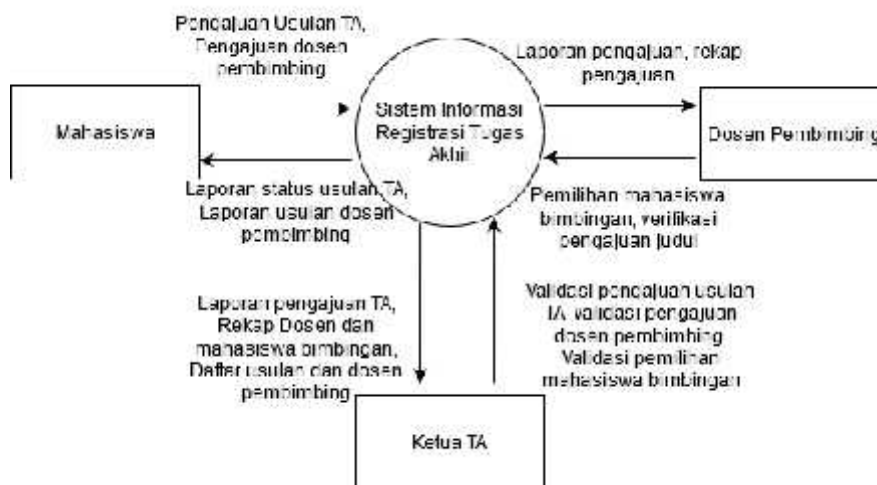 Pengajuan Usulan TA,
Pengajuan dosen
pembimbing
Laporan pengajuan, rekap
pengajuan
Mahasiswa
Sistem Informasi
Registrasi Tugas
Akhir
Dosen Pembimbing
Laporan status usulan TA,
Laporan usulan dosen
pembimbing
Pemilihan mahasiswa
bimbingan, verifikasi
pengajuan judul
Laporan pengajuan TA,
Rekap Dosen dan
mahasiswa bimbingan,
Daftar usulan dan dosen
pembimbing
Validasi pengajuan usulan
TA, validasi pengajuan
dosen pembimbing
Validasi pemilihan
mahasiswa bimbingan
Ketua TA